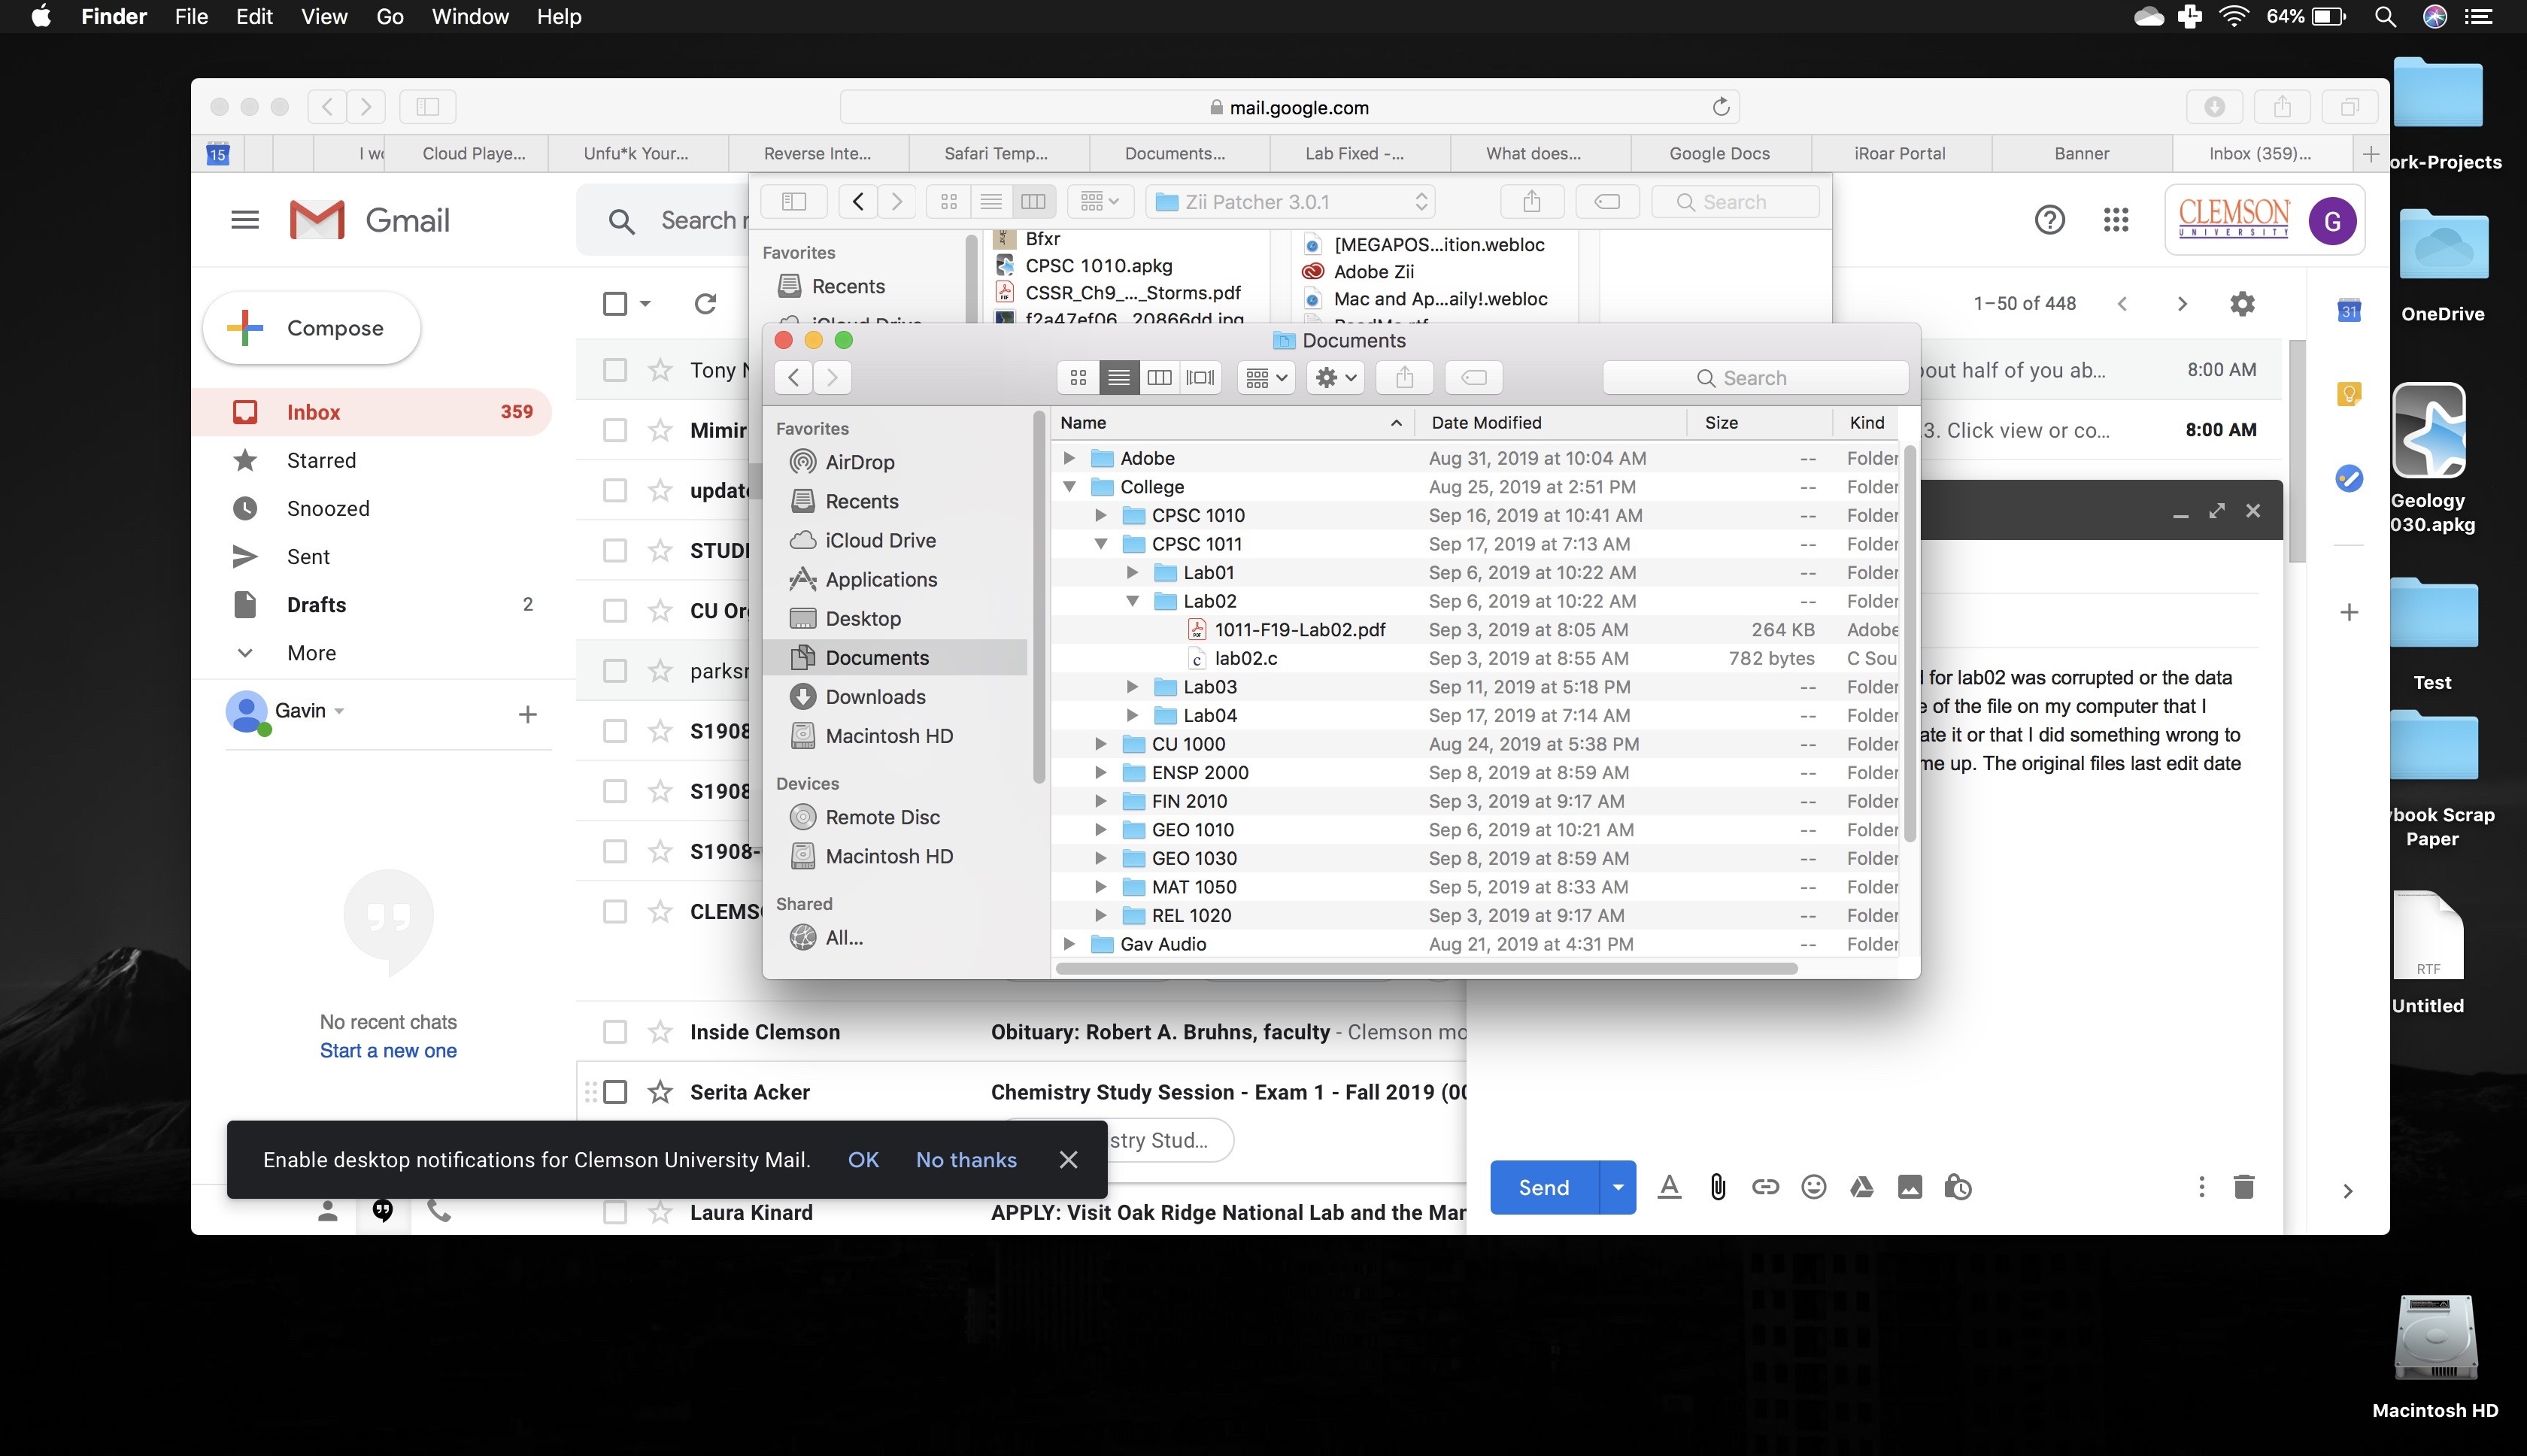 Finder File Edit View Go Window Help
64%
mail.google.com
15
Cloud Playe...
Unfu*k Your...
Reverse Inte...
Safari Temp...
Documents...
Lab Fixed -...
What does...
Google Docs
iRoar Portal
Banner
Inbox (359)...
Gmail
Search
CLEMSON
UNIVERSITY
G
Compose
Inbox 359
Starred
Snoozed
Sent
Drafts 2
More
Gavin
No recent chats
Start a new one
1–50 of 448
31
Tony
out half of you ab... 8:00 AM
Mimir
3. Click view or co... 8:00 AM
update
STUDE
CU Or
parksr
S1908
S1908
S1908-
CLEMS
Inside Clemson Obituary: Robert A. Bruhns, faculty - Clemson mo
Serita Acker Chemistry Study Session - Exam 1 - Fall 2019 (00
stry Stud...
Laura Kinard APPLY: Visit Oak Ridge National Lab and the Mar
Enable desktop notifications for Clemson University Mail. OK No thanks
for lab02 was corrupted or the data
e of the file on my computer that I
ate it or that I did something wrong to
me up. The original files last edit date
Send
Zii Patcher 3.0.1
Search
Favorites
Recents
iCloud Drive
Bfxr
CPSC 1010.apkg
CSSR_Ch9_..._Storms.pdf
f2a47ef06...20866dd.jpg
[MEGAPOS...ition.webloc
Adobe Zii
Mac and Ap...aily!.webloc
ReadMe.rtf
Documents
Search
Favorites
AirDrop
Recents
iCloud Drive
Applications
Desktop
Documents
Downloads
Macintosh HD
Devices
Remote Disc
Macintosh HD
Shared
All...
Name Date Modified Size Kind
Adobe Aug 31, 2019 at 10:04 AM -- Folder
College Aug 25, 2019 at 2:51 PM -- Folder
CPSC 1010 Sep 16, 2019 at 10:41 AM -- Folder
CPSC 1011 Sep 17, 2019 at 7:13 AM -- Folder
Lab01 Sep 6, 2019 at 10:22 AM -- Folder
Lab02 Sep 6, 2019 at 10:22 AM -- Folder
1011-F19-Lab02.pdf Sep 3, 2019 at 8:05 AM 264 KB Adobe
lab02.c Sep 3, 2019 at 8:55 AM 782 bytes C Sou
Lab03 Sep 11, 2019 at 5:18 PM -- Folder
Lab04 Sep 17, 2019 at 7:14 AM -- Folder
CU 1000 Aug 24, 2019 at 5:38 PM -- Folder
ENSP 2000 Sep 8, 2019 at 8:59 AM -- Folder
FIN 2010 Sep 3, 2019 at 9:17 AM -- Folder
GEO 1010 Sep 6, 2019 at 10:21 AM -- Folder
GEO 1030 Sep 8, 2019 at 8:59 AM -- Folder
MAT 1050 Sep 5, 2019 at 8:33 AM -- Folder
REL 1020 Sep 3, 2019 at 9:17 AM -- Folder
Gav Audio Aug 21, 2019 at 4:31 PM -- Folder
ork-Projects
OneDrive
Geology
030.apkg
Test
book Scrap
Paper
RTF
Untitled
Macintosh HD